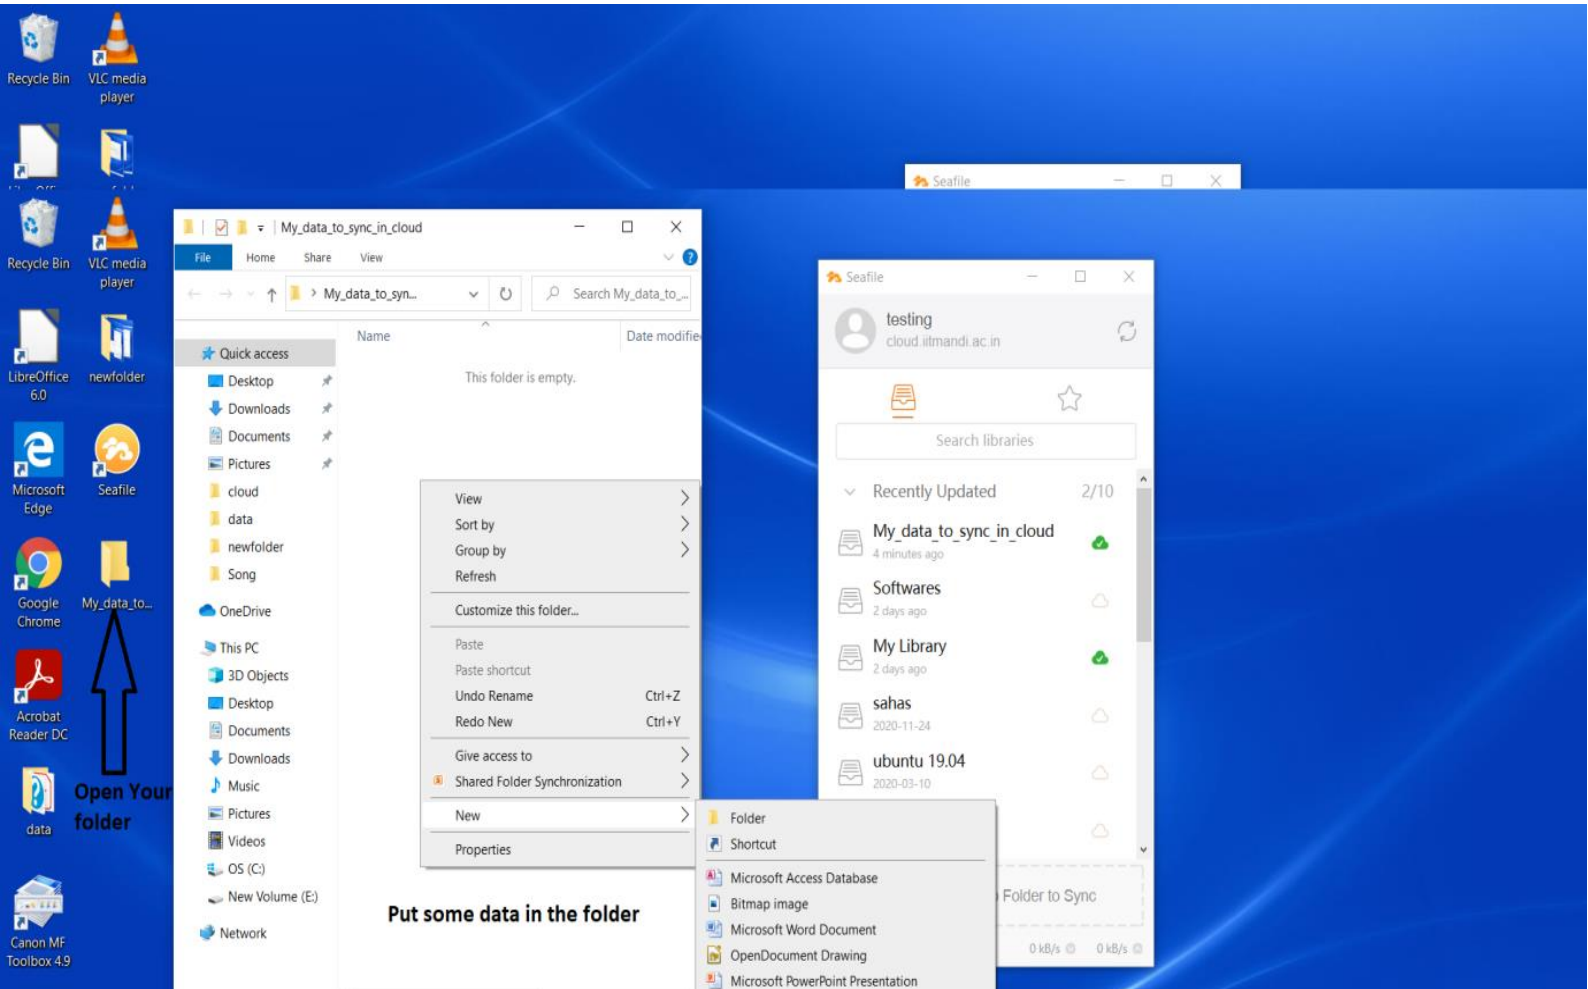 Recycle Bin
VLC media
player
Seafile
Recycle Bin
VLC media
player
LibreOffice
6.0
newfolder
Microsoft
Edge
Seafile
Google
Chrome
My_data_to...
Acrobat
Reader DC
Open Your
folder
data
Canon MF
Toolbox 4.9
My_data_to_sync_in_cloud
File Home Share View
My_data_to_syn...
Search My_data_to_...
Name Date modifie
This folder is empty.
Quick access
Desktop
Downloads
Documents
Pictures
cloud
data
newfolder
Song
OneDrive
This PC
3D Objects
Desktop
Documents
Downloads
Music
Pictures
Videos
OS (C:)
New Volume (E:)
Network
View
Sort by
Group by
Refresh
Customize this folder...
Paste
Paste shortcut
Undo Rename Ctrl+Z
Redo New Ctrl+Y
Give access to
Shared Folder Synchronization
New
Properties
Put some data in the folder
Folder
Shortcut
Microsoft Access Database
Bitmap image
Microsoft Word Document
OpenDocument Drawing
Microsoft PowerPoint Presentation
Seafile
testing
cloud.iitmandi.ac.in
Search libraries
Recently Updated 2/10
My_data_to_sync_in_cloud
4 minutes ago
Softwares
2 days ago
My Library
2 days ago
sahas
2020-11-24
ubuntu 19.04
2020-03-10
Folder to Sync
0 kB/s 0 kB/s